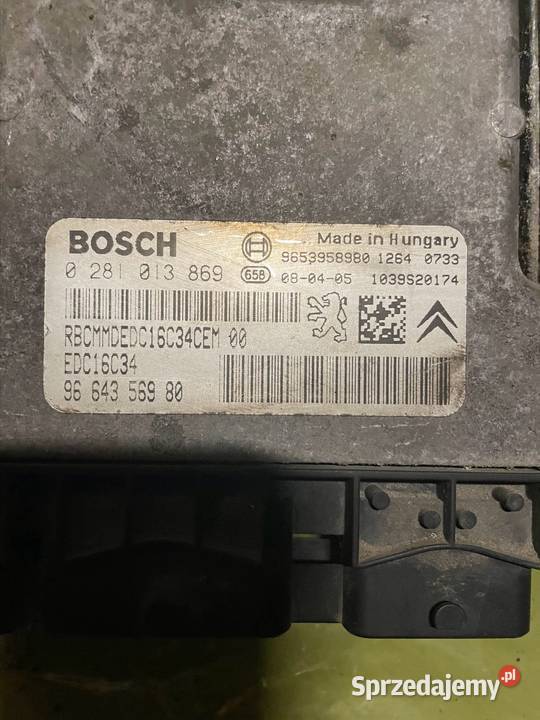 BOSCH
Made in Hungary
9653958980 1264 0733
0 281 013 869
658
08-04-05 1039S20174
RBCMMDEDC16C34CEM 00
EDC16C34
96 643 569 80
Sprzedajemy.pl